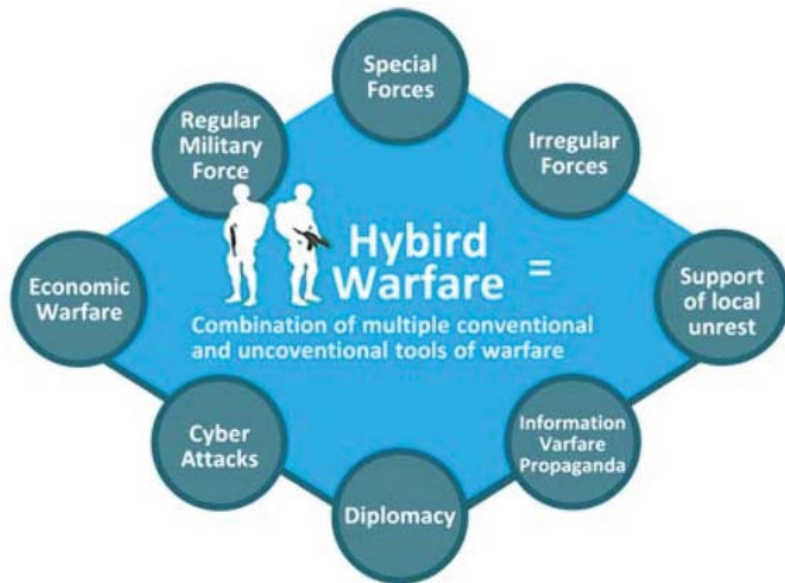 Special
Forces
Regular
Military
Force
Irregular
Forces
Hybird
Warfare =
Combination of multiple conventional
and uncoventional tools of warfare
Economic
Warfare
Support
of local
unrest
Cyber
Attacks
Information
Varfare
Propaganda
Diplomacy